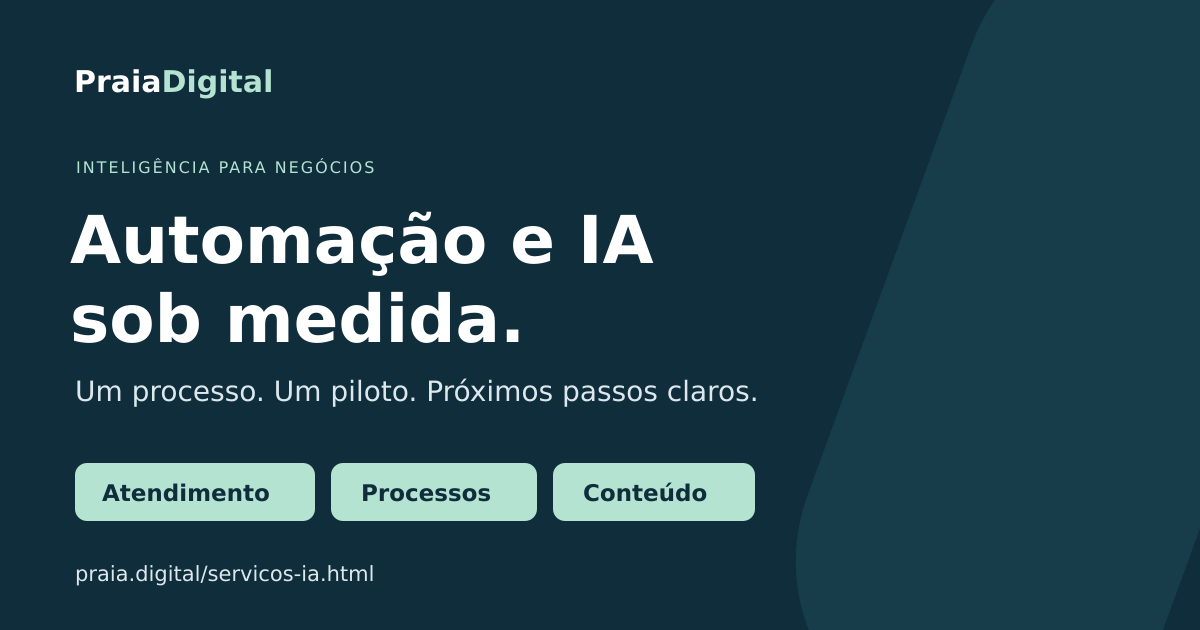 PraiaDigital
INTELIGÊNCIA PARA NEGÓCIOS
Automação e IA
sob medida.
Um processo. Um piloto. Próximos passos claros.
Atendimento Processos Conteúdo
praia.digital/servicos-ia.html